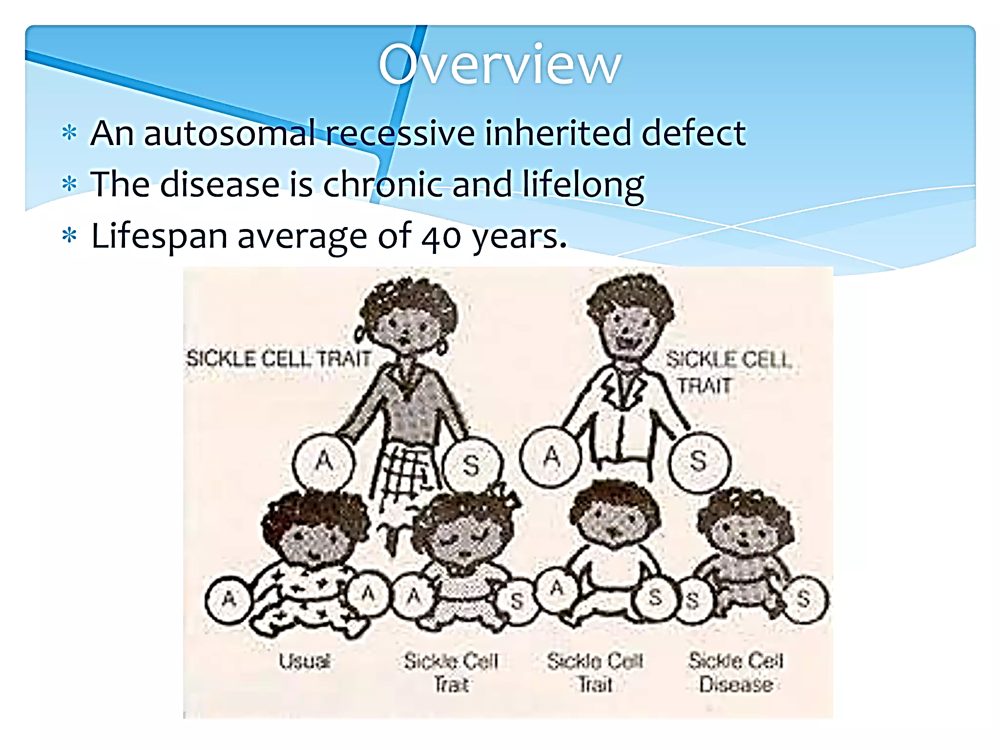 Overview
* An autosomal recessive inherited defect
* The disease is chronic and lifelong
* Lifespan average of 40 years.
SICKLE CELL TRAIT
SICKLE CELL
TRAIT
A S A S
A A A S A S S S
Usual
Sickle Cell
Trait
Sickle Cell
Trait
Sickle Cell
Disease